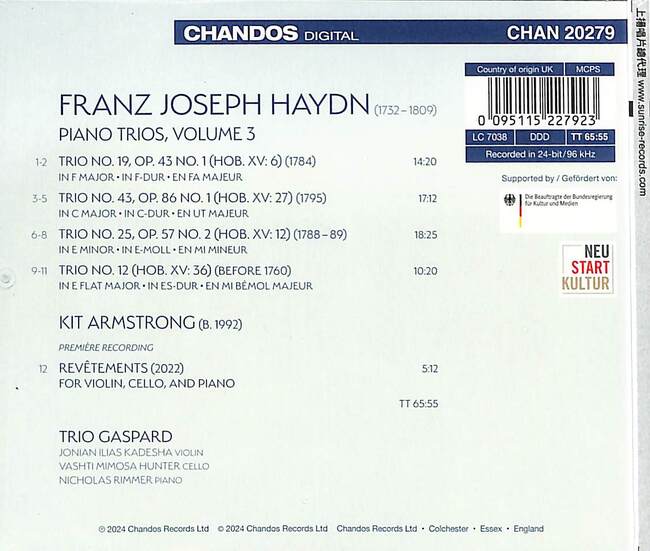 CHANDOS DIGITAL
CHAN 20279
Country of origin UK
MCPS
0 095115 227923
LC 7038
DDD
TT 65:55
Recorded in 24-bit/96 kHz
FRANZ JOSEPH HAYDN (1732–1809)
PIANO TRIOS, VOLUME 3
1-2 TRIO NO. 19, OP. 43 NO. 1 (HOB. XV: 6) (1784) 14:20
IN F MAJOR · IN F-DUR · EN FA MAJEUR
3-5 TRIO NO. 43, OP. 86 NO. 1 (HOB. XV: 27) (1795) 17:12
IN C MAJOR · IN C-DUR · EN UT MAJEUR
6-8 TRIO NO. 25, OP. 57 NO. 2 (HOB. XV: 12) (1788–89) 18:25
IN E MINOR · IN E-MOLL · EN MI MINEUR
9-11 TRIO NO. 12 (HOB. XV: 36) (BEFORE 1760) 10:20
IN E FLAT MAJOR · IN ES-DUR · EN MI BÉMOL MAJEUR
KIT ARMSTRONG (B. 1992)
PREMIÈRE RECORDING
12 REVÊTEMENTS (2022) 5:12
FOR VIOLIN, CELLO, AND PIANO
TT 65:55
TRIO GASPARD
JONIAN ILIAS KADESHA VIOLIN
VASHTI MIMOSA HUNTER CELLO
NICHOLAS RIMMER PIANO
Supported by / Gefördert von:
Die Beauftragte der Bundesregierung
für Kultur und Medien
NEU
START
KULTUR
℗ 2024 Chandos Records Ltd © 2024 Chandos Records Ltd Chandos Records Ltd • Colchester • Essex • England
上揚唱片總代理 www.sunrise-records.com